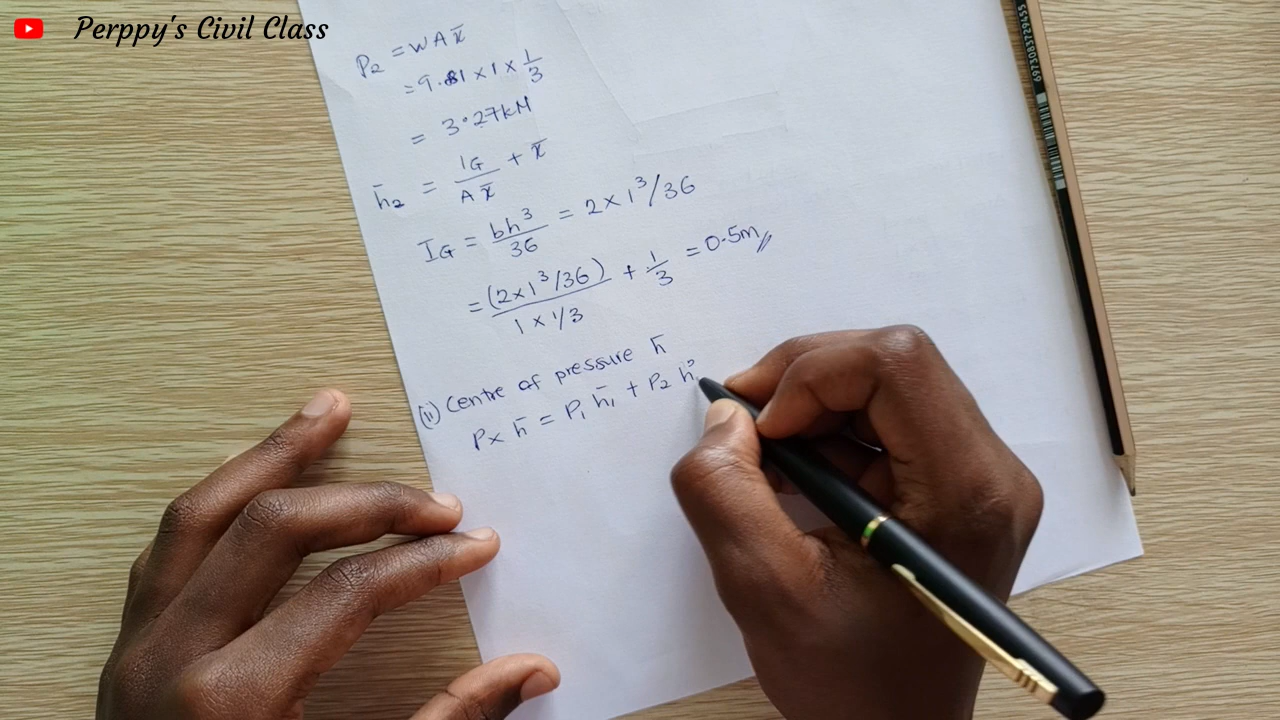 Perppy's Civil Class
P₂ = WAx̄
= 9.81 × 1 × 1/3
= 3.27kN
h̄₂ = IG/Ax̄ + x̄
IG = bh³/36 = 2×1³/36
= (2×1³/36)/(1 × 1/3) + 1/3 = 0.5m
(ii) Centre of pressure h̄
P× h̄ = P₁ h̄₁ + P₂ h̄
6973083729455